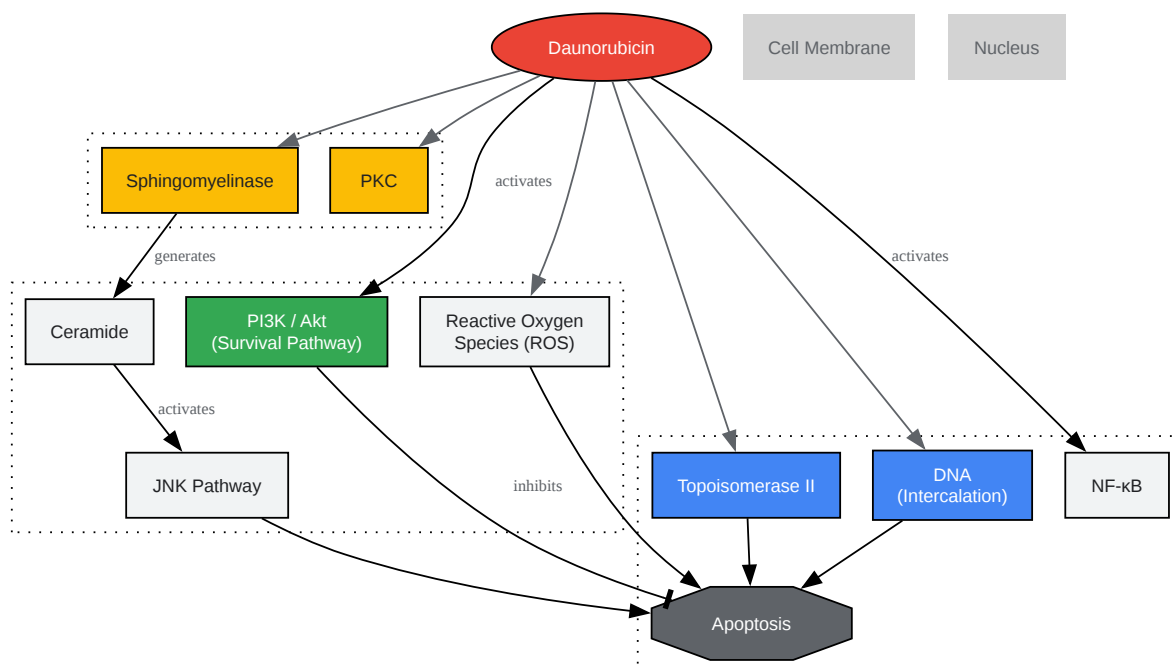 Daunorubicin
Cell Membrane
Nucleus
Sphingomyelinase
PKC
activates
generates
activates
Ceramide
PI3K / Akt
(Survival Pathway)
Reactive Oxygen
Species (ROS)
activates
JNK Pathway
inhibits
Topoisomerase II
DNA
(Intercalation)
NF-κB
Apoptosis